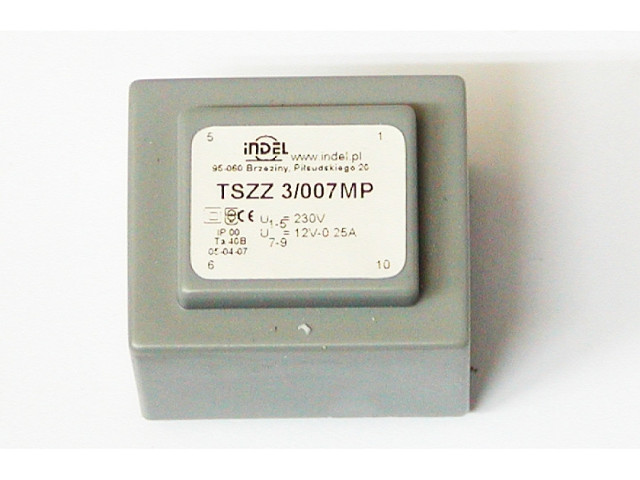 5 1
iNDEL www.indel.pl
95-060 Brzeziny, Piłsudskiego 20
TSZZ 3/007MP
CE U1-5 = 230V
IP 00 U7-9 = 12V-0.25A
Ta 40B
05-04-07
6 10